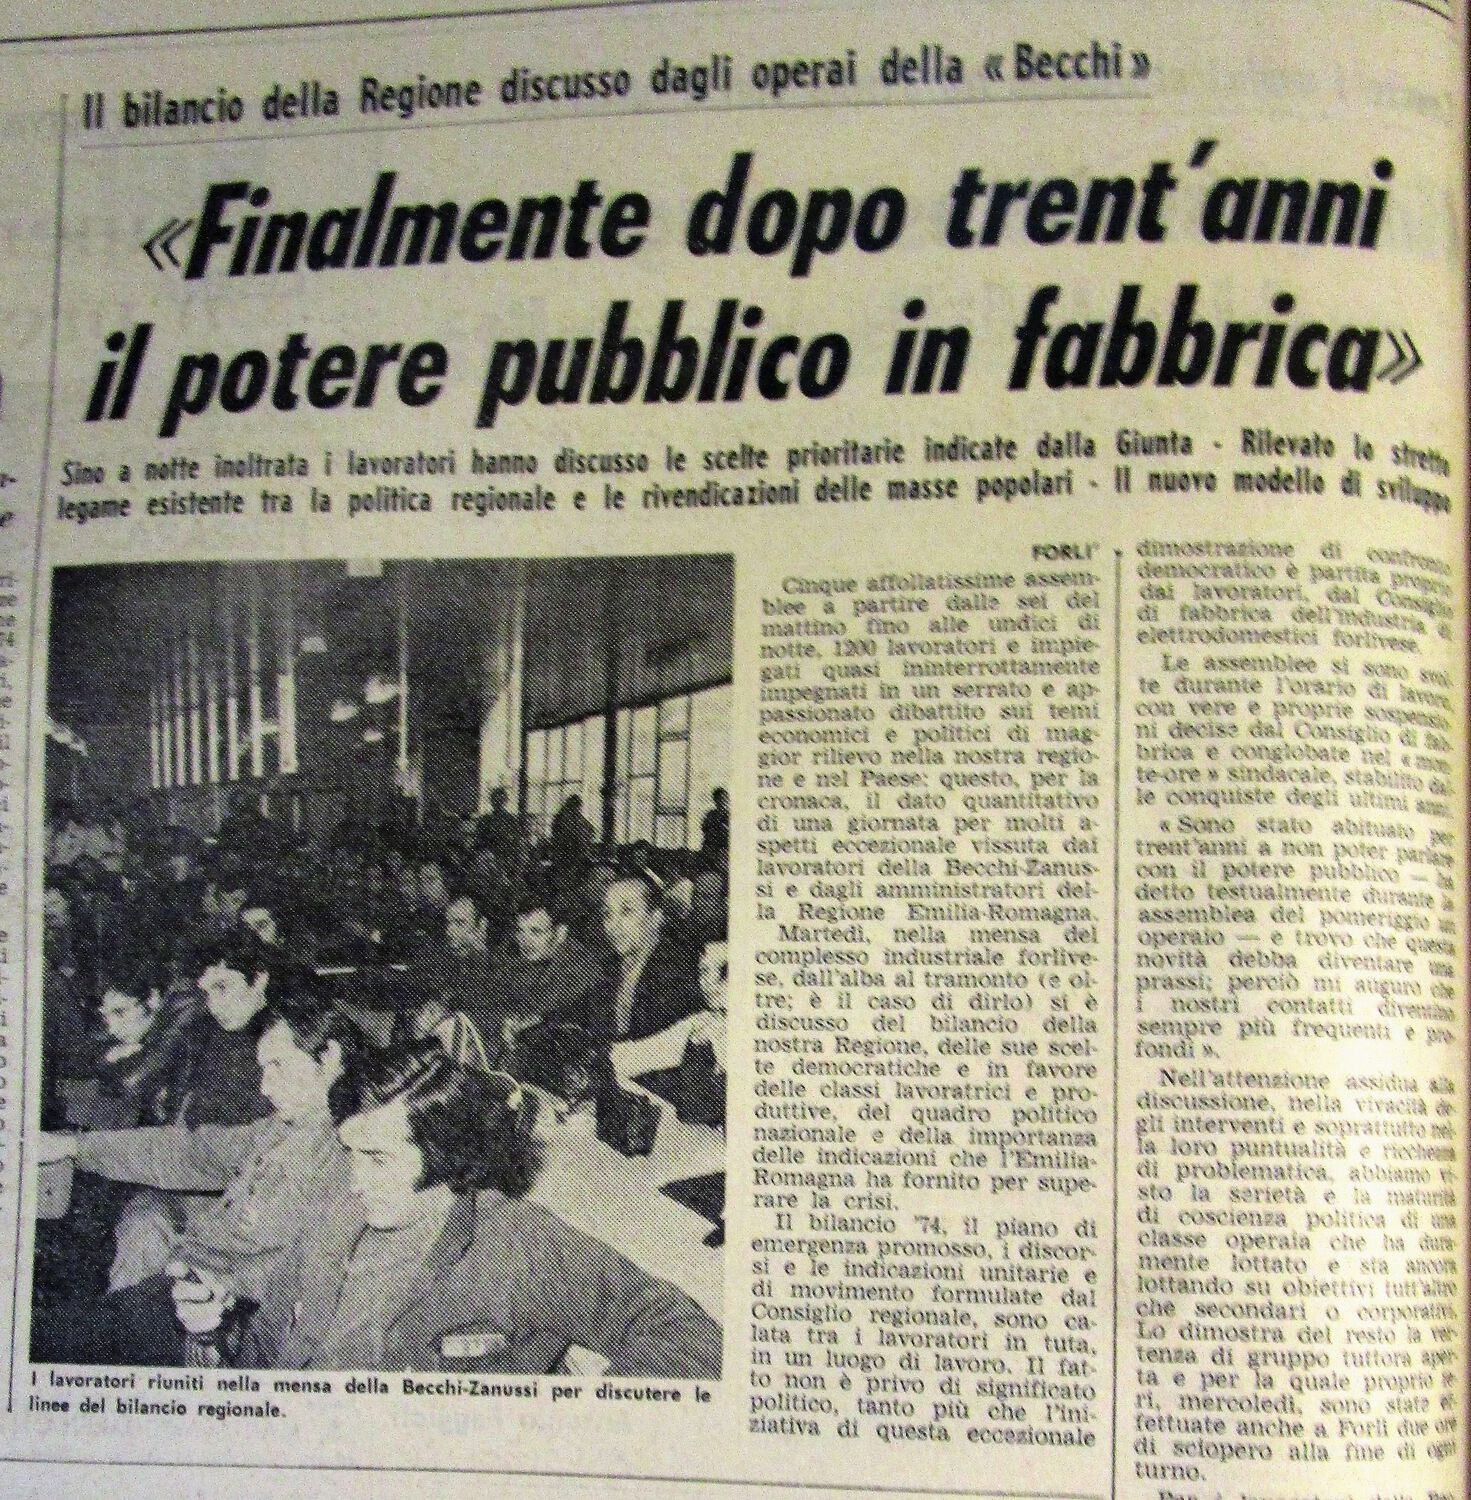 Il bilancio della Regione discusso dagli operai della « Becchi »
«Finalmente dopo trent'anni
il potere pubblico in fabbrica»
Sino a notte inoltrata i lavoratori hanno discusso le scelte prioritarie indicate dalla Giunta - Rilevato lo stretto
legame esistente tra la politica regionale e le rivendicazioni delle masse popolari - Il nuovo modello di sviluppo
I lavoratori riuniti nella mensa della Becchi-Zanussi per discutere le
linee del bilancio regionale.
FORLI'
Cinque affollatissime assem-
blee a partire dalle sei del
mattino fino alle undici di
notte, 1200 lavoratori e impie-
gati quasi ininterrottamente
impegnati in un serrato e ap-
passionato dibattito sui temi
economici e politici di mag-
gior rilievo nella nostra regio-
ne e nel Paese: questo, per la
cronaca, il dato quantitativo
di una giornata per molti a-
spetti eccezionale vissuta dai
lavoratori della Becchi-Zanus-
si e dagli amministratori del-
la Regione Emilia-Romagna.
Martedì, nella mensa del
complesso industriale forlive-
se, dall'alba al tramonto (e ol-
tre; è il caso di dirlo) si è
discusso del bilancio della
nostra Regione, delle sue scel-
te democratiche e in favore
delle classi lavoratrici e pro-
duttive, del quadro politico
nazionale e della importanza
delle indicazioni che l'Emilia-
Romagna ha fornito per supe-
rare la crisi.
Il bilancio '74, il piano di
emergenza promosso, i discor-
si e le indicazioni unitarie e
di movimento formulate dal
Consiglio regionale, sono ca-
lata tra i lavoratori in tuta,
in un luogo di lavoro. Il fat-
to non è privo di significato
politico, tanto più che l'ini-
ziativa di questa eccezionale
dimostrazione di confronto
democratico è partita proprio
dai lavoratori, dal Consiglio
di fabbrica dell'industria di
elettrodomestici forlivese.
Le assemblee si sono svol-
te durante l'orario di lavoro,
con vere e proprie sospensio-
ni decise dal Consiglio di fab-
brica e conglobate nel « mon-
te-ore » sindacale, stabilito dal-
le conquiste degli ultimi anni.
« Sono stato abituato per
trent'anni a non poter parlare
con il potere pubblico — ha
detto testualmente durante la
assemblea del pomeriggio un
operaio — e trovo che questa
novità debba diventare una
prassi; perciò mi auguro che
i nostri contatti diventino
sempre più frequenti e pro-
fondi ».
Nell'attenzione assidua alla
discussione, nella vivacità de-
gli interventi e soprattutto nel-
la loro puntualità e ricchezza
di problematica, abbiamo vi-
sto la serietà e la maturità
di coscienza politica di una
classe operaia che ha dura-
mente lottato e sta ancora
lottando su obiettivi tutt'altro
che secondari o corporativi.
Lo dimostra del resto la ver-
tenza di gruppo tuttora aper-
ta e per la quale proprio ie-
ri, mercoledì, sono state ef-
fettuate anche a Forlì due ore
di sciopero alla fine di ogni
turno.